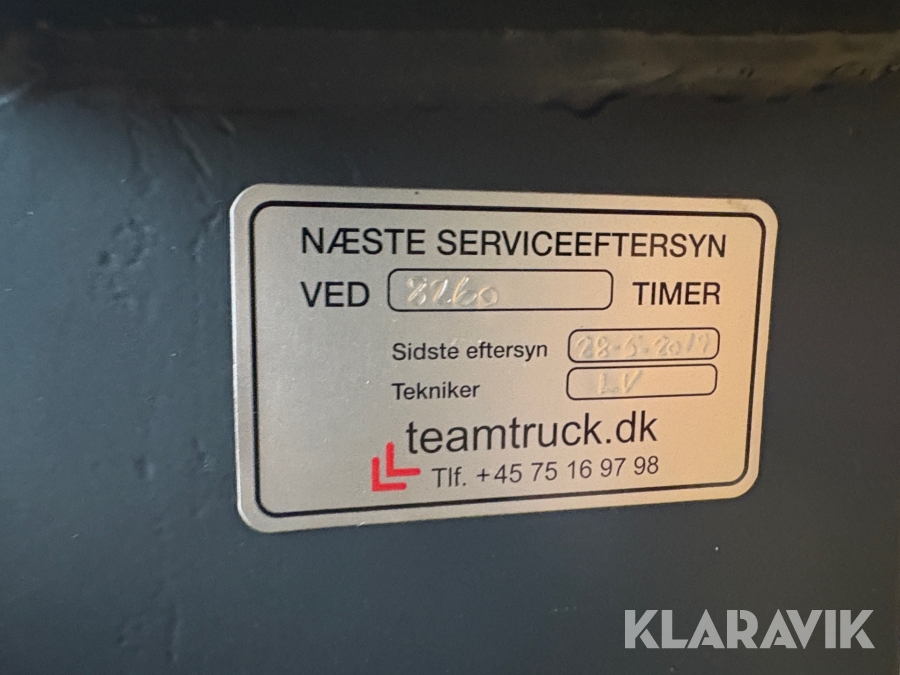 NÆSTE SERVICEEFTERSYN
VED 8260 TIMER
Sidste eftersyn 28-5-2019
Tekniker LV
teamtruck.dk
Tlf. +45 75 16 97 98
KLARAVIK